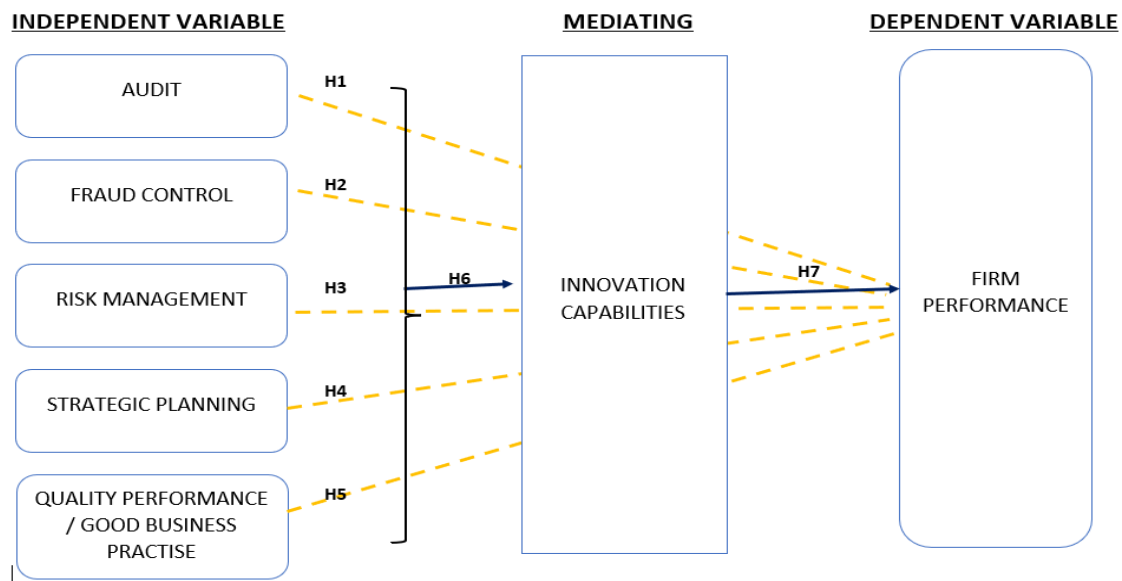 INDEPENDENT VARIABLE
MEDIATING
DEPENDENT VARIABLE
AUDIT
H1
FRAUD CONTROL
H2
RISK MANAGEMENT
H3
H6
INNOVATION
CAPABILITIES
H7
FIRM
PERFORMANCE
STRATEGIC PLANNING
H4
QUALITY PERFORMANCE
/ GOOD BUSINESS
PRACTISE
H5